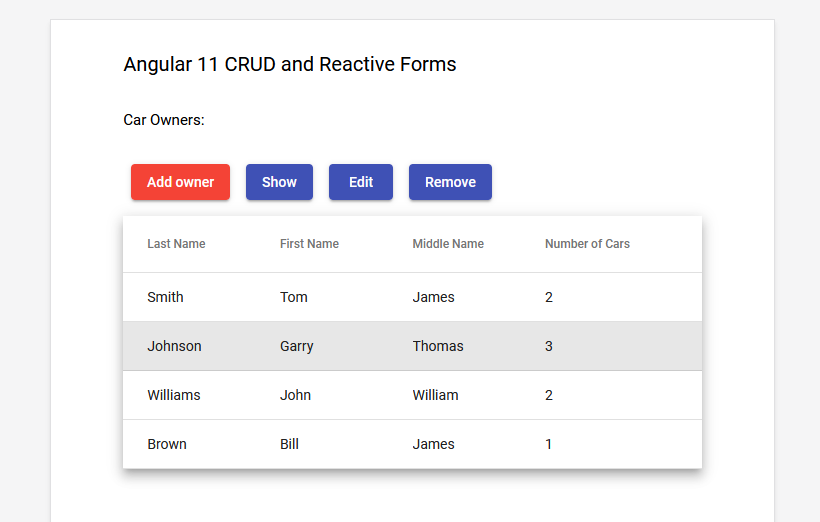 Angular 11 CRUD and Reactive Forms
Car Owners:
Add owner Show Edit Remove
Last Name First Name Middle Name Number of Cars
Smith Tom James 2
Johnson Garry Thomas 3
Williams John William 2
Brown Bill James 1